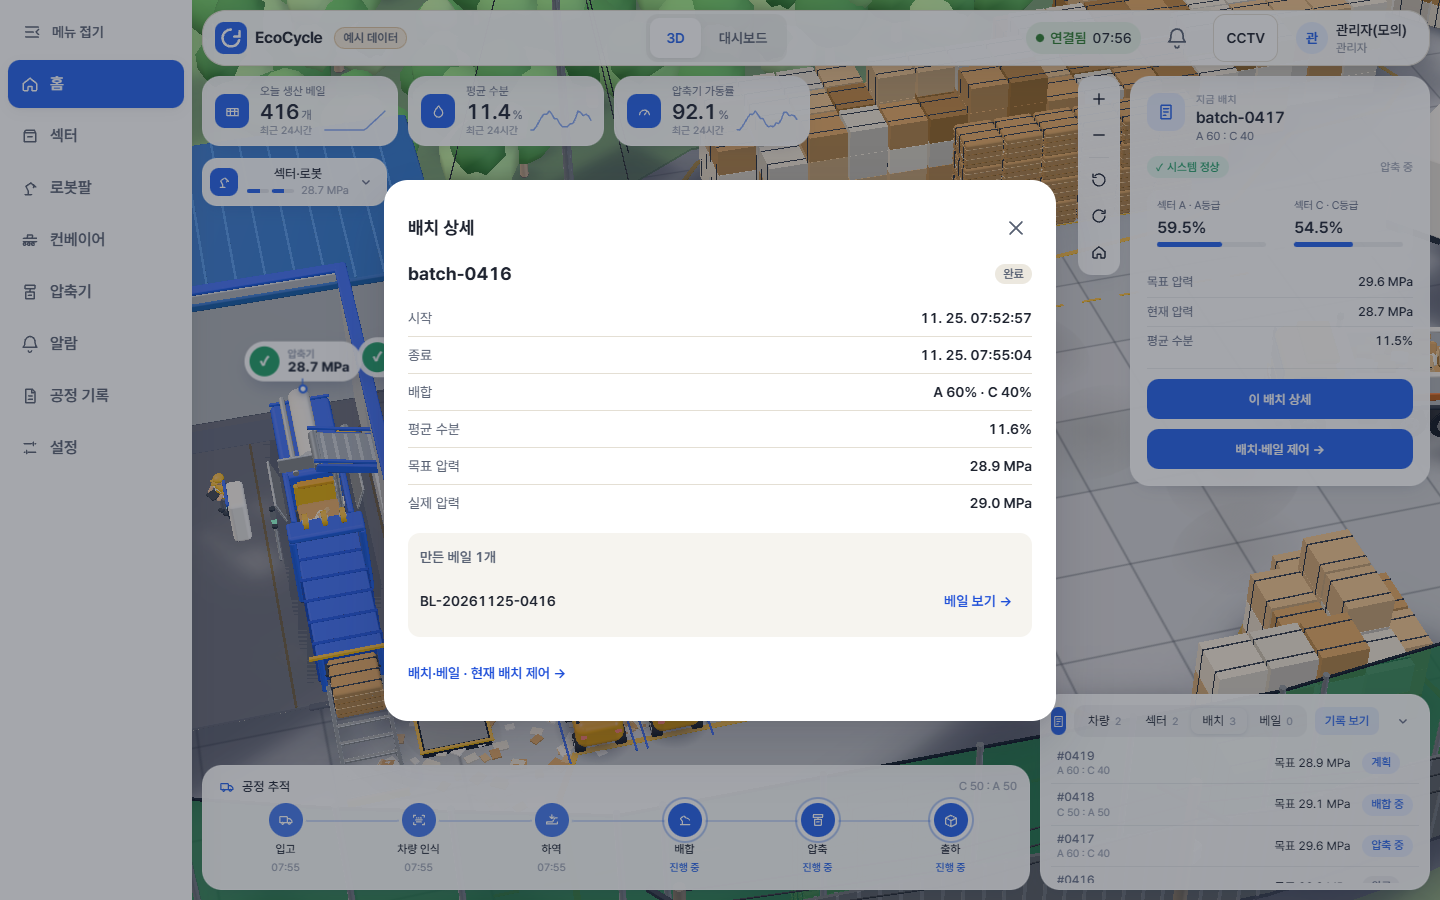 메뉴 접기
홈
섹터
로봇팔
컨베이어
압축기
알람
공정 기록
설정
EcoCycle
예시 데이터
3D
대시보드
연결됨 07:56
CCTV
관
관리자(모의)
관리자
오늘 생산 베일
416개
최근 24시간
평균 수분
11.4%
최근 24시간
압축기 가동률
92.1%
최근 24시간
섹터·로봇
28.7 MPa
압축기
28.7 MPa
지금 배치
batch-0417
A 60 : C 40
✓ 시스템 정상
압축 중
섹터 A · A등급
59.5%
섹터 C · C등급
54.5%
목표 압력 29.6 MPa
현재 압력 28.7 MPa
평균 수분 11.5%
이 배치 상세
배치·베일 제어 →
배치 상세
batch-0416
완료
시작 11. 25. 07:52:57
종료 11. 25. 07:55:04
배합 A 60% · C 40%
평균 수분 11.6%
목표 압력 28.9 MPa
실제 압력 29.0 MPa
만든 베일 1개
BL-20261125-0416 베일 보기 →
배치·베일 · 현재 배치 제어 →
공정 추적
C 50 : A 50
입고
07:55
차량 인식
07:55
하역
07:55
배합
진행 중
압축
진행 중
출하
진행 중
차량 2
섹터 2
배치 3
베일 0
기록 보기
#0419
A 60 : C 40
목표 28.9 MPa
계획
#0418
C 50 : A 50
목표 29.1 MPa
배합 중
#0417
A 60 : C 40
목표 29.6 MPa
압축 중
#0416